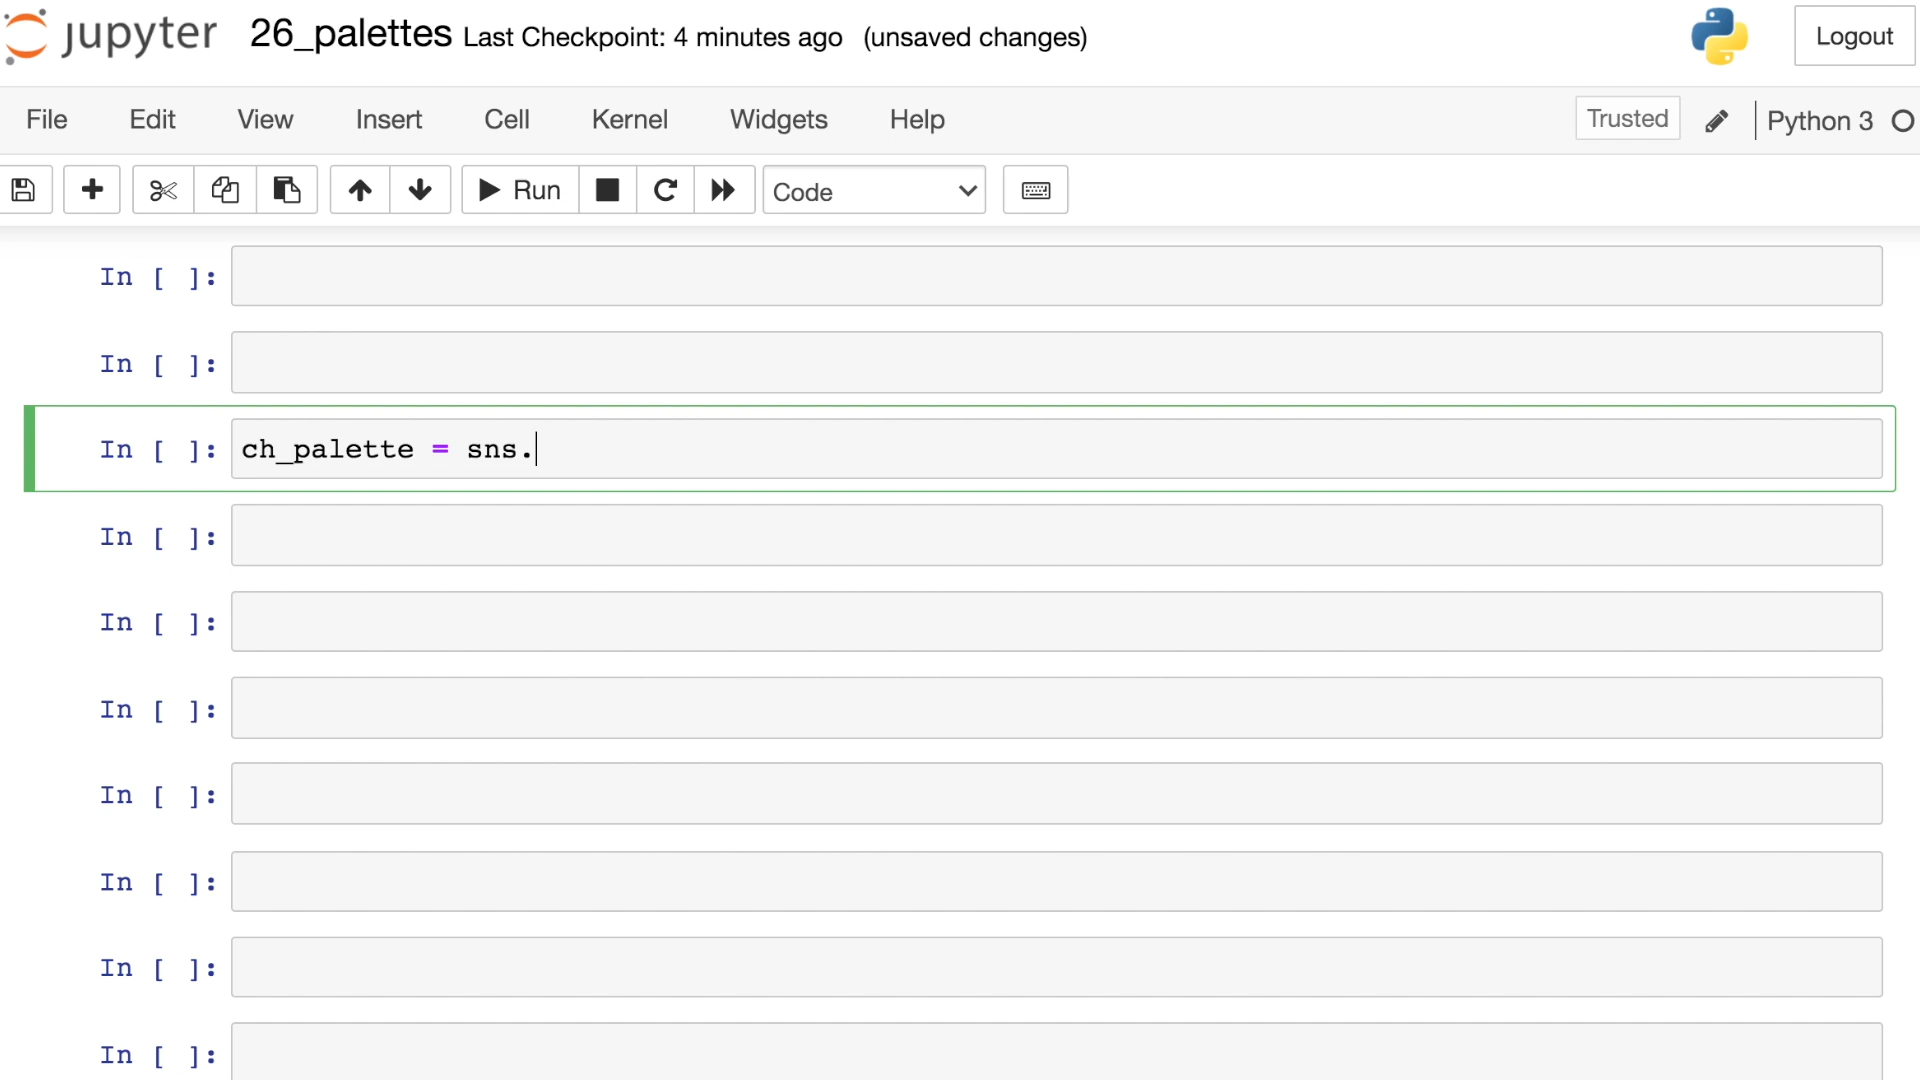 jupyter 26_palettes Last Checkpoint: 4 minutes ago (unsaved changes) Logout
File Edit View Insert Cell Kernel Widgets Help Trusted Python 3
Run Code
In [ ]:
In [ ]:
In [ ]: ch_palette = sns.
In [ ]:
In [ ]:
In [ ]:
In [ ]:
In [ ]:
In [ ]:
In [ ]: